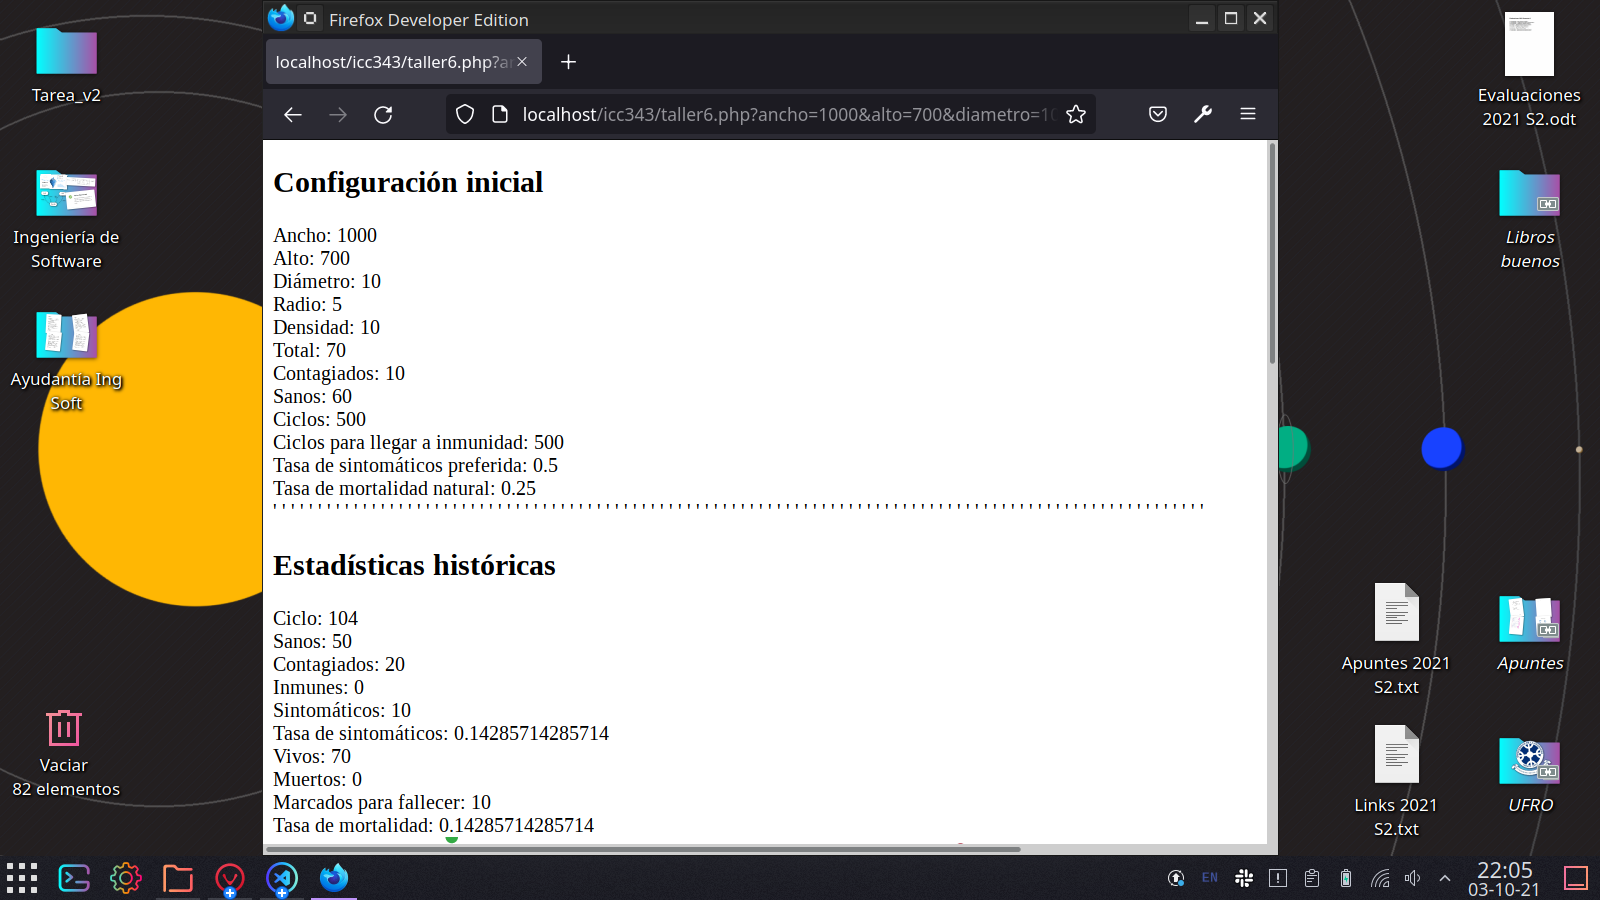 Firefox Developer Edition
localhost/icc343/taller6.php?a
localhost/icc343/taller6.php?ancho=1000&alto=700&diametro=1
Tarea_v2
Ingeniería de
Software
Ayudantía Ing
Soft
Vaciar
82 elementos
Configuración inicial
Ancho: 1000
Alto: 700
Diámetro: 10
Radio: 5
Densidad: 10
Total: 70
Contagiados: 10
Sanos: 60
Ciclos: 500
Ciclos para llegar a inmunidad: 500
Tasa de sintomáticos preferida: 0.5
Tasa de mortalidad natural: 0.25
Estadísticas históricas
Ciclo: 104
Sanos: 50
Contagiados: 20
Inmunes: 0
Sintomáticos: 10
Tasa de sintomáticos: 0.14285714285714
Vivos: 70
Muertos: 0
Marcados para fallecer: 10
Tasa de mortalidad: 0.14285714285714
Evaluaciones
2021 S2.odt
Libros
buenos
Apuntes 2021
S2.txt
Apuntes
Links 2021
S2.txt
UFRO
EN
22:05
03-10-21